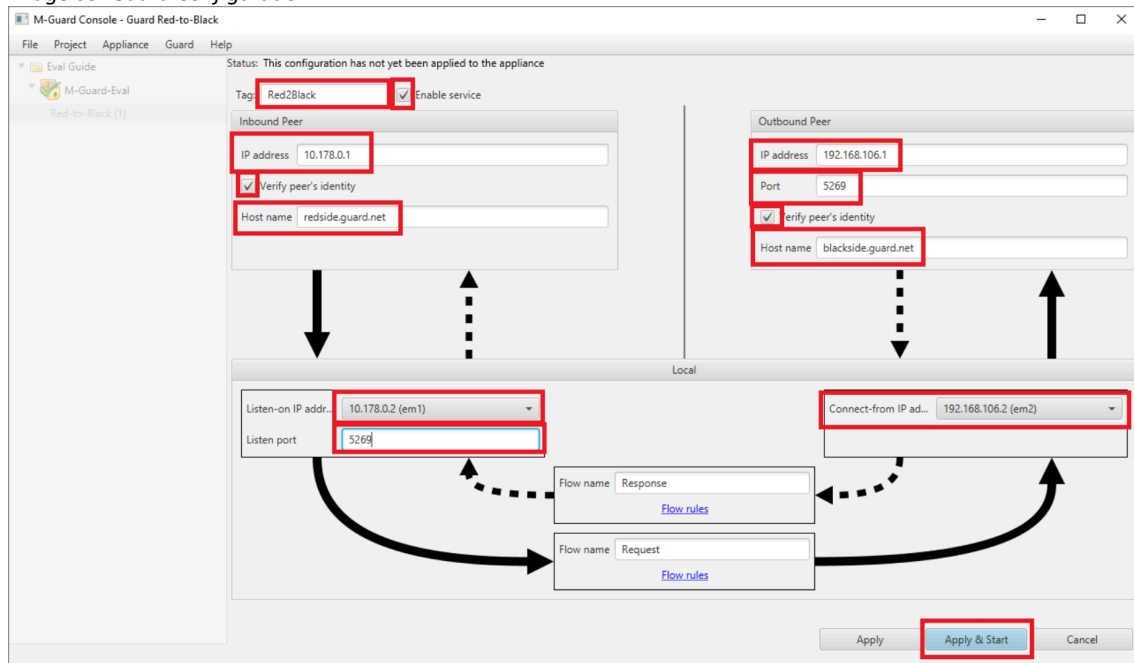 M-Guard Console - Guard Red-to-Black
File Project Appliance Guard Help
Eval Guide
M-Guard-Eval
Red-to-Black (1)
Status: This configuration has not yet been applied to the appliance
Tag: Red2Black Enable service
Inbound Peer
IP address 10.178.0.1
Verify peer's identity
Host name redside.guard.net
Outbound Peer
IP address 192.168.106.1
Port 5269
Verify peer's identity
Host name blackside.guard.net
Local
Listen-on IP addr... 10.178.0.2 (em1)
Listen port 5269
Connect-from IP ad... 192.168.106.2 (em2)
Flow name Response
Flow rules
Flow name Request
Flow rules
Apply Apply & Start Cancel